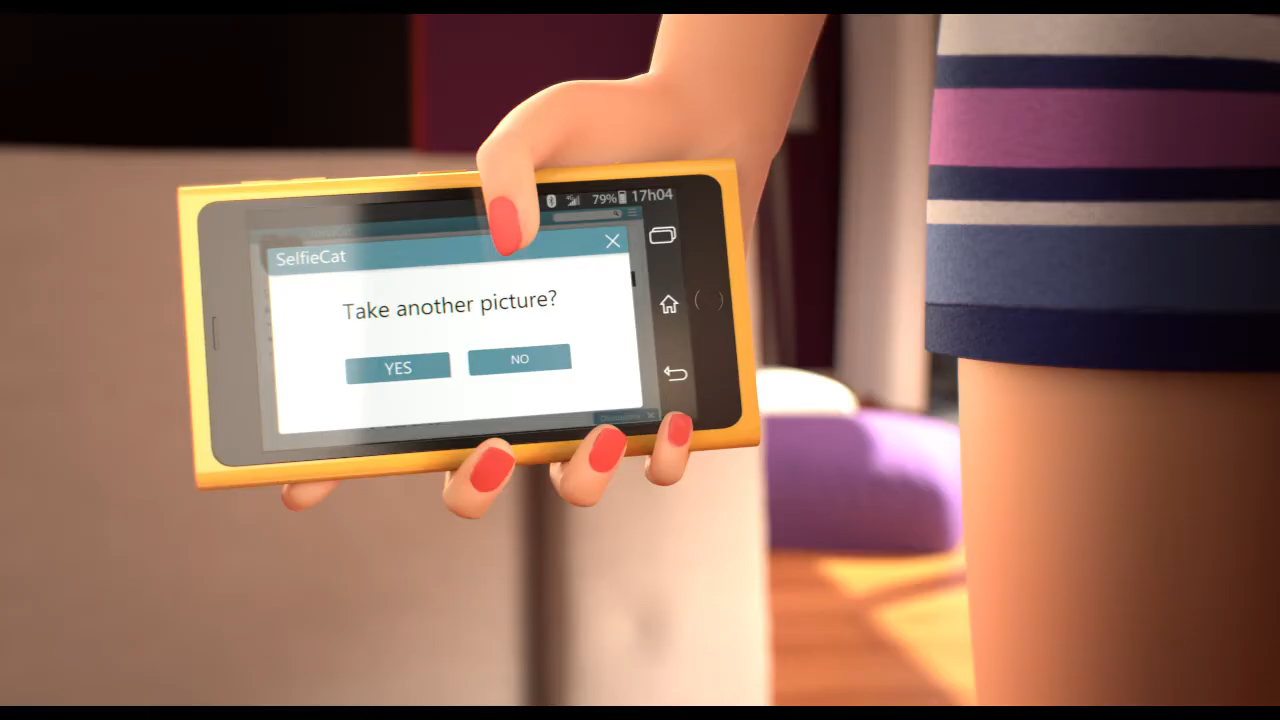 79% 17h04
SelfieCat
Take another picture?
YES NO